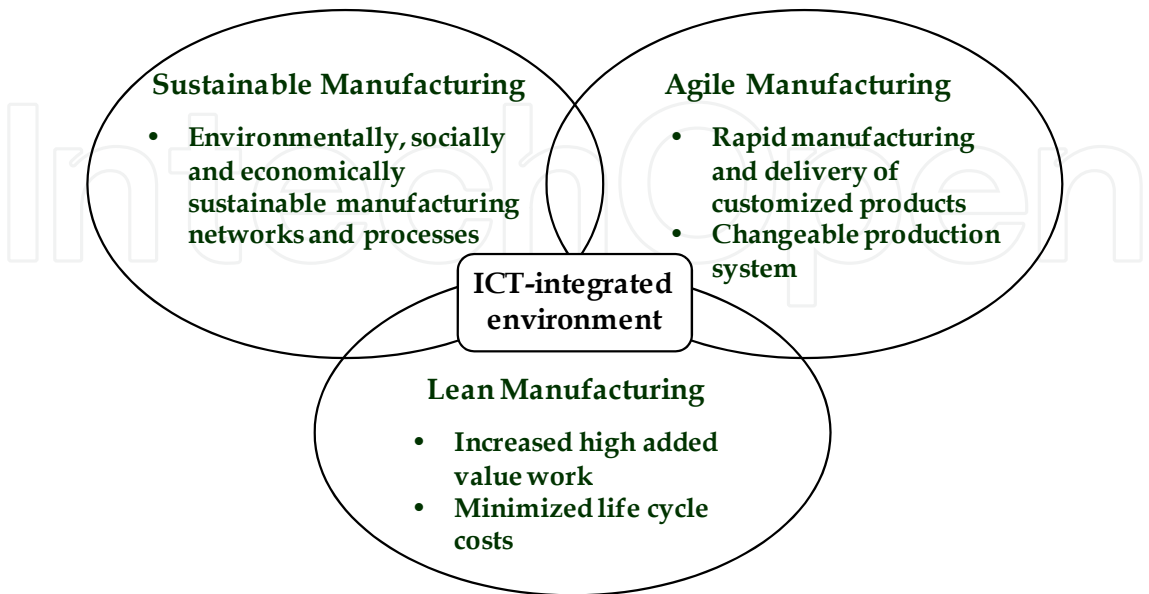 Sustainable Manufacturing
• Environmentally, socially
and economically
sustainable manufacturing
networks and processes
Agile Manufacturing
• Rapid manufacturing
and delivery of
customized products
• Changeable production
system
ICT-integrated
environment
Lean Manufacturing
• Increased high added
value work
• Minimized life cycle
costs
IntechOpen